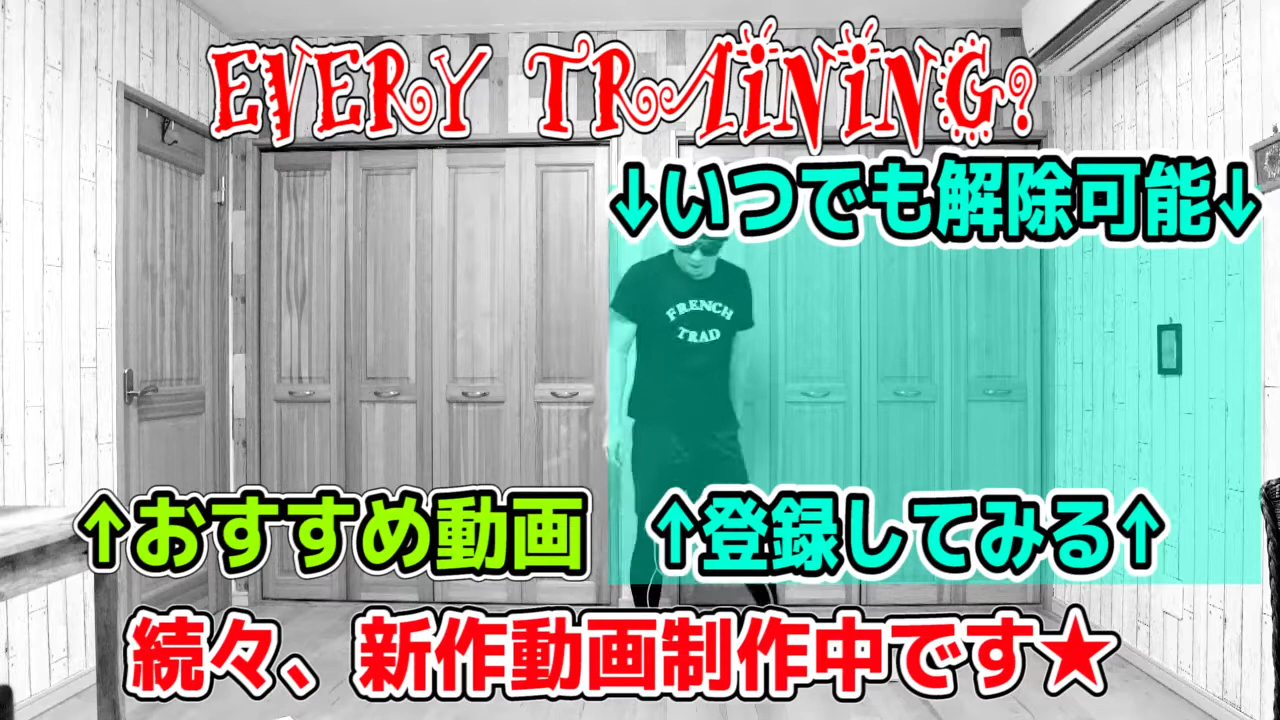 EVERY TRAiNiNG?
↓いつでも解除可能↓
FRENCH
TRAD
↑おすすめ動画
↑登録してみる↑
続々、新作動画制作中です★